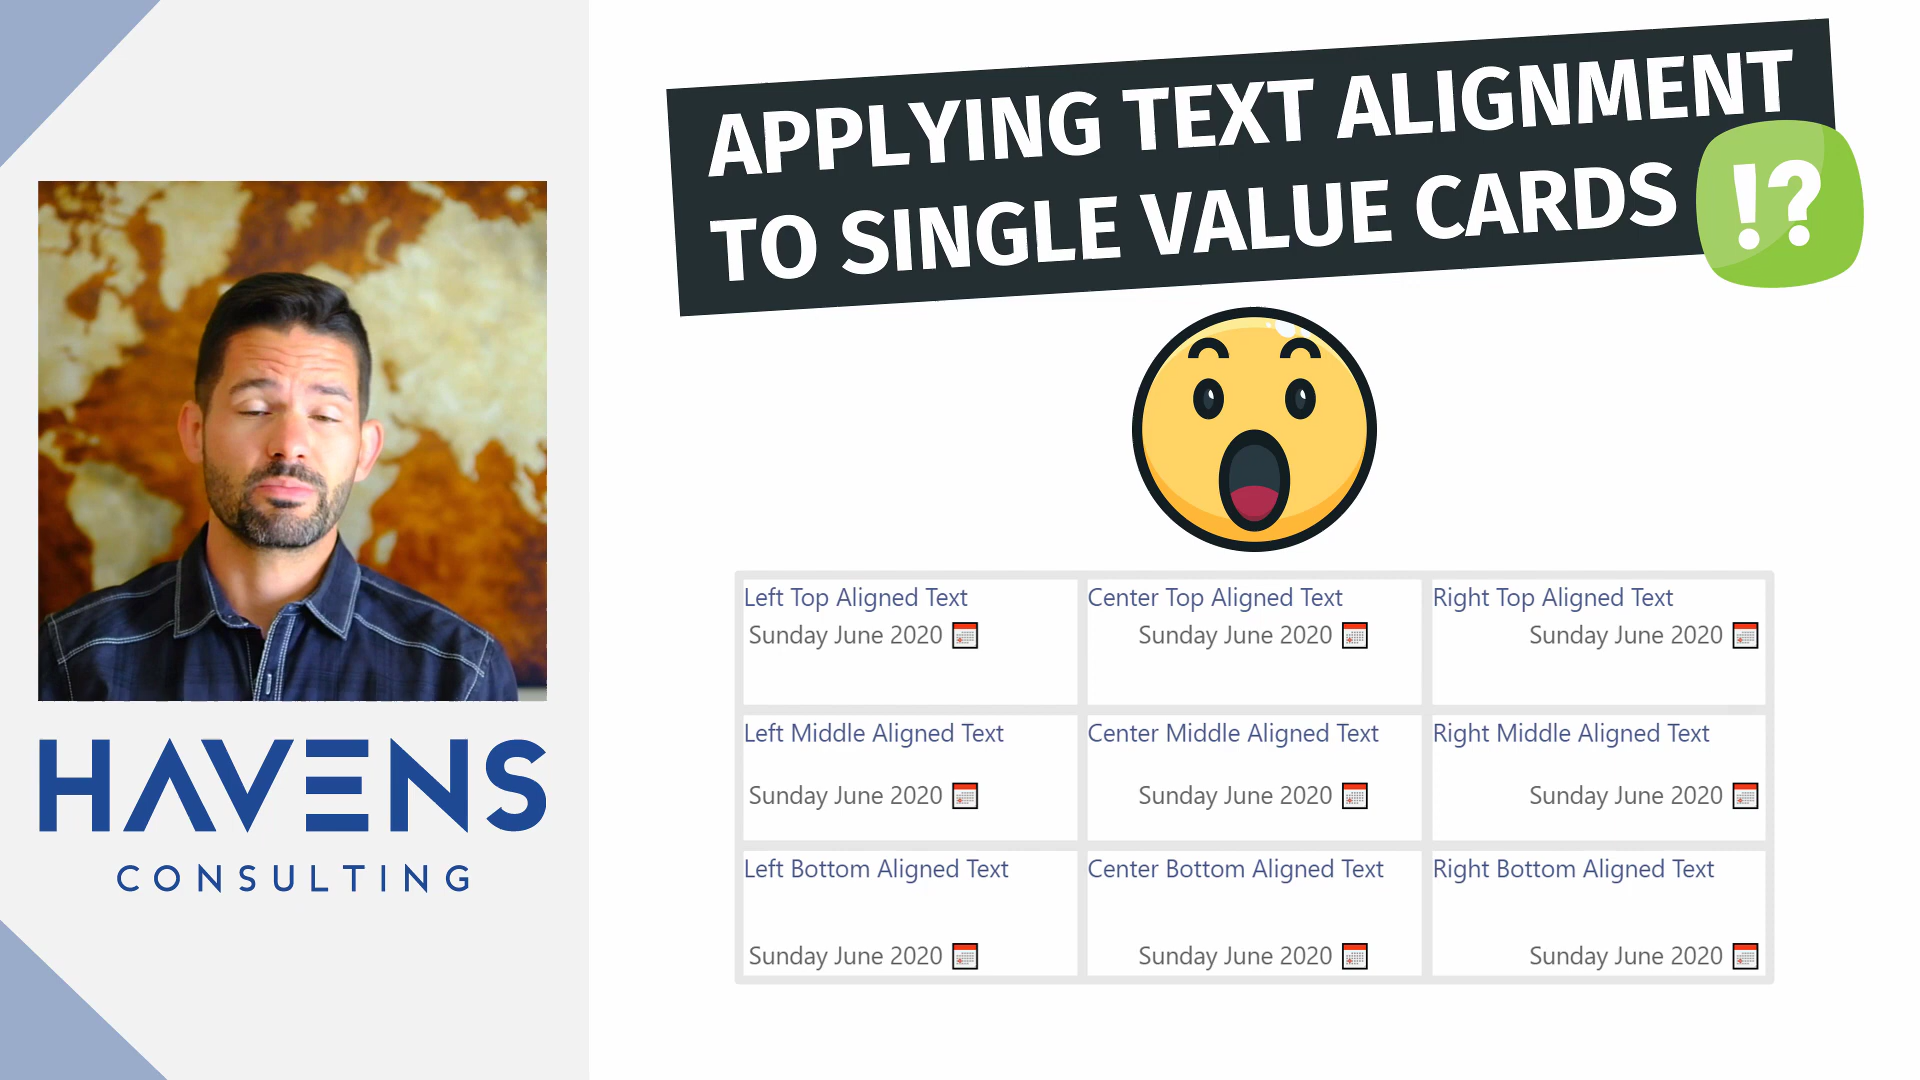 APPLYING TEXT ALIGNMENT
TO SINGLE VALUE CARDS
!?
HAVENS
CONSULTING
Left Top Aligned Text
Sunday June 2020
Center Top Aligned Text
Sunday June 2020
Right Top Aligned Text
Sunday June 2020
Left Middle Aligned Text
Sunday June 2020
Center Middle Aligned Text
Sunday June 2020
Right Middle Aligned Text
Sunday June 2020
Left Bottom Aligned Text
Sunday June 2020
Center Bottom Aligned Text
Sunday June 2020
Right Bottom Aligned Text
Sunday June 2020